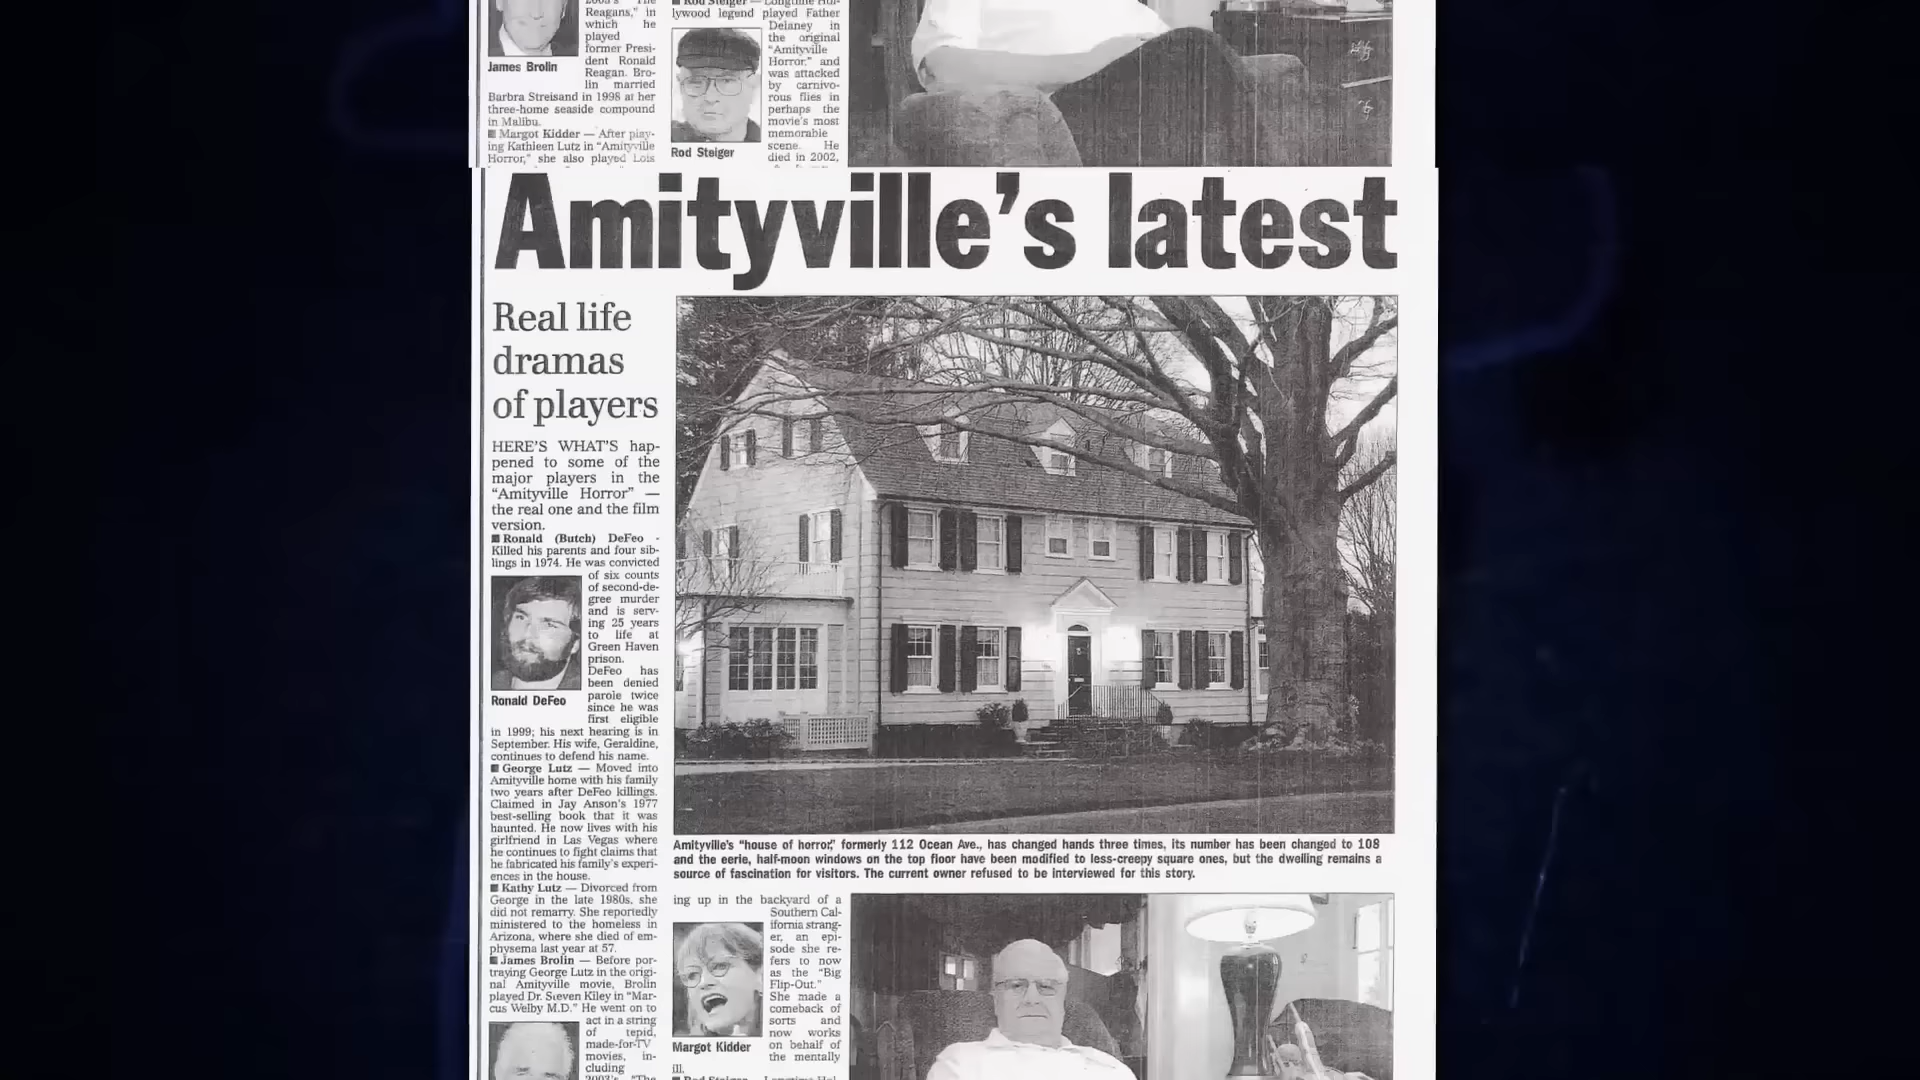 2003's "The
Reagans," in
which he
played
former Presi-
dent Ronald
Reagan. Bro-
lin married
Barbra Streisand in 1998 at her
three-home seaside compound
in Malibu.
■ Margot Kidder — After play-
ing Kathleen Lutz in "Amityville
Horror," she also played Lois
James Brolin
■ Rod Steiger — Longtime Hol-
lywood legend played Father
Delaney in
the original
"Amityville
Horror," and
was attacked
by carnivo-
rous flies in
perhaps the
movie's most
memorable
scene. He
died in 2002,
Rod Steiger
Amityville's latest
Real life
dramas
of players
HERE'S WHAT'S hap-
pened to some of the
major players in the
"Amityville Horror" —
the real one and the film
version.
■ Ronald (Butch) DeFeo -
Killed his parents and four sib-
lings in 1974. He was convicted
of six counts
of second-de-
gree murder
and is serv-
ing 25 years
to life at
Green Haven
prison.
DeFeo has
been denied
parole twice
since he was
first eligible
Ronald DeFeo
in 1999; his next hearing is in
September. His wife, Geraldine,
continues to defend his name.
■ George Lutz — Moved into
Amityville home with his family
two years after DeFeo killings.
Claimed in Jay Anson's 1977
best-selling book that it was
haunted. He now lives with his
girlfriend in Las Vegas where
he continues to fight claims that
he fabricated his family's experi-
ences in the house.
■ Kathy Lutz — Divorced from
George in the late 1980s, she
did not remarry. She reportedly
ministered to the homeless in
Arizona, where she died of em-
physema last year at 57.
■ James Brolin — Before por-
traying George Lutz in the origi-
nal Amityville movie, Brolin
played Dr. Steven Kiley in "Mar-
cus Welby M.D." He went on to
act in a string
of tepid,
made-for-TV
movies, in-
cluding
2003's "The
Amityville's "house of horror," formerly 112 Ocean Ave., has changed hands three times, its number has been changed to 108
and the eerie, half-moon windows on the top floor have been modified to less-creepy square ones, but the dwelling remains a
source of fascination for visitors. The current owner refused to be interviewed for this story.
ing up in the backyard of a
Southern Cal-
ifornia strang-
er, an epi-
sode she re-
fers to now
as the "Big
Flip-Out."
She made a
comeback of
sorts and
now works
on behalf of
the mentally
ill.
Margot Kidder
■ Rod Steiger — Longtime Hol-